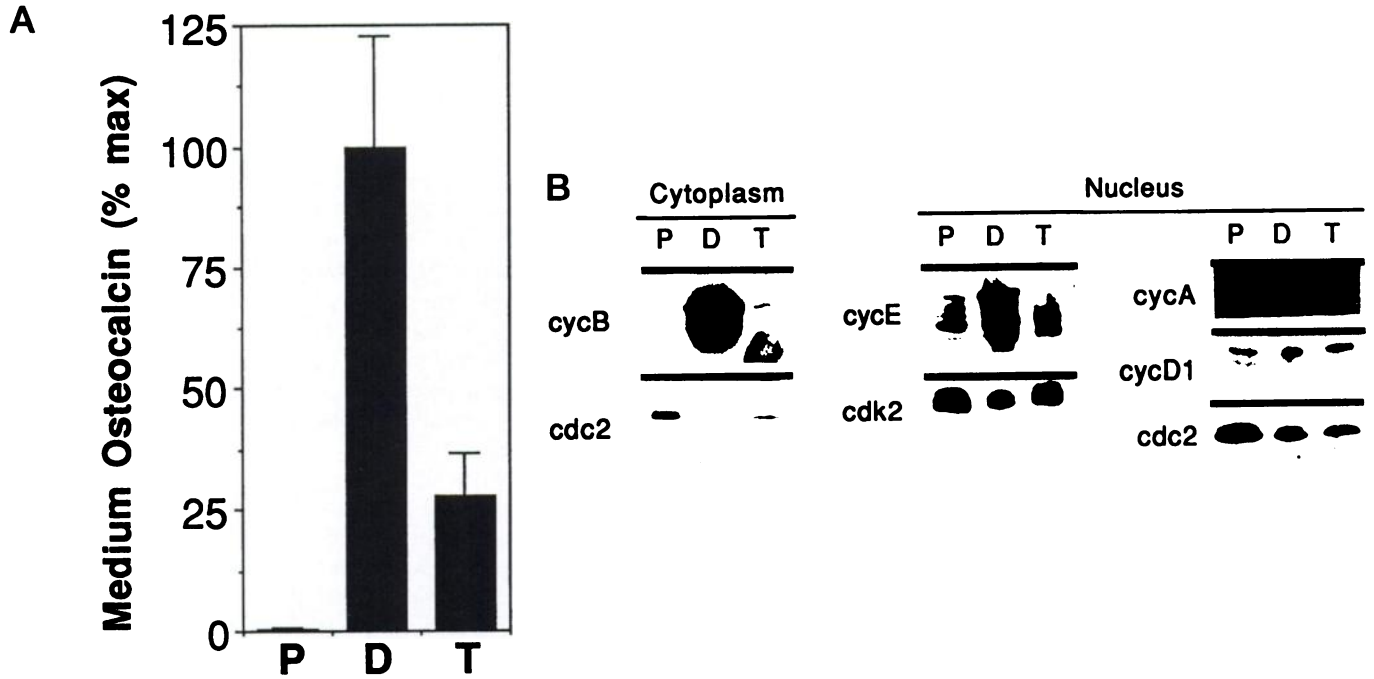 A
125
100
75
50
25
0
Medium Osteocalcin (% max)
P D T
B
Cytoplasm
P D T
cycB
cdc2
Nucleus
P D T
cycE
cdk2
P D T
cycA
cycD1
cdc2